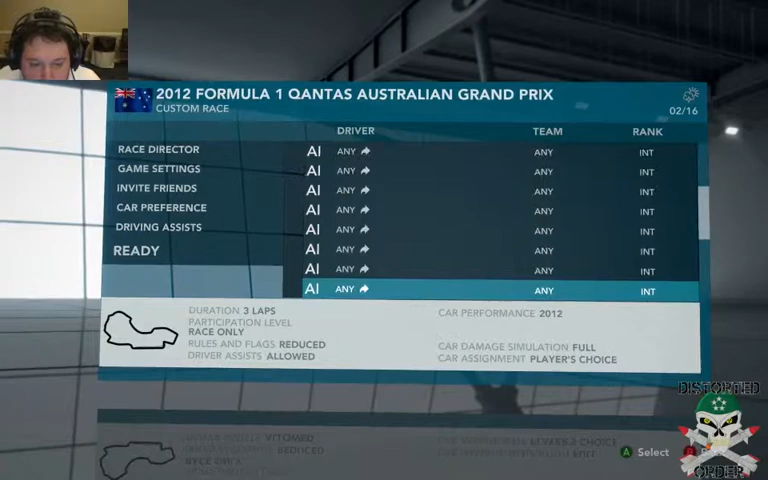 2012 FORMULA 1 QANTAS AUSTRALIAN GRAND PRIX
CUSTOM RACE
02/16
DRIVER TEAM RANK
RACE DIRECTOR
GAME SETTINGS
INVITE FRIENDS
CAR PREFERENCE
DRIVING ASSISTS
READY
AI ANY ANY INT
AI ANY ANY INT
AI ANY ANY INT
AI ANY ANY INT
AI ANY ANY INT
AI ANY ANY INT
AI ANY ANY INT
AI ANY ANY INT
DURATION 3 LAPS
PARTICIPATION LEVEL
RACE ONLY
RULES AND FLAGS REDUCED
DRIVER ASSISTS ALLOWED
CAR PERFORMANCE 2012
CAR DAMAGE SIMULATION FULL
CAR ASSIGNMENT PLAYER'S CHOICE
A Select
DISTORTED
ORDER